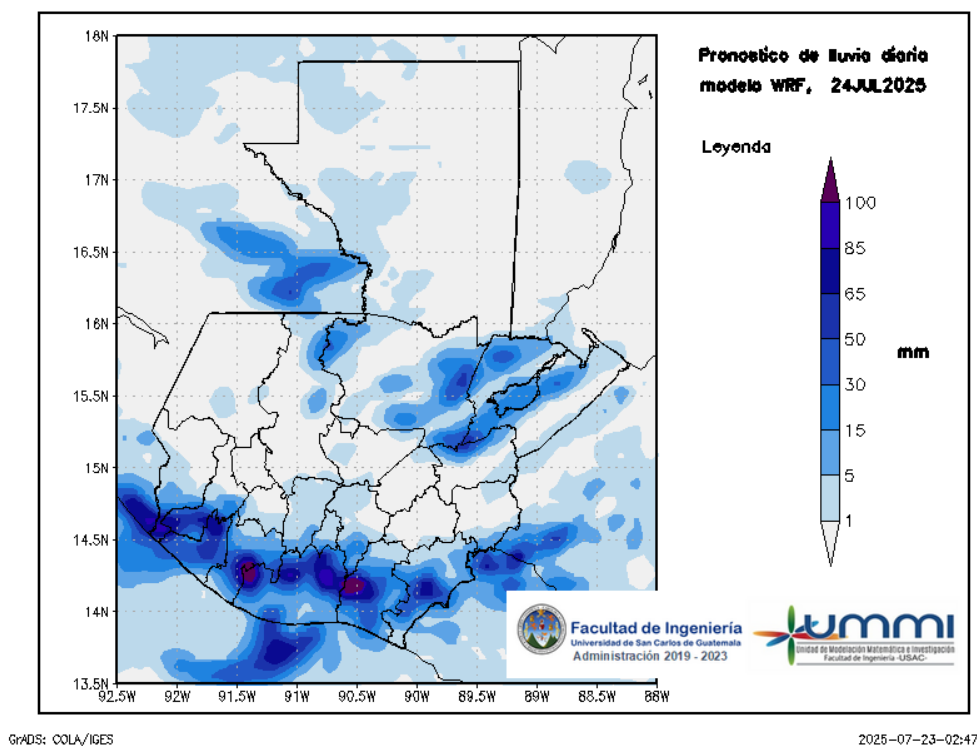 Pronostico de lluvia diaria
modelo WRF, 24JUL2025
Leyenda
100
85
65
50
30
15
5
1
mm
18N
17.5N
17N
16.5N
16N
15.5N
15N
14.5N
14N
13.5N
92.5W 92W 91.5W 91W 90.5W 90W 89.5W 89W 88.5W 88W
Facultad de Ingeniería
Universidad de San Carlos de Guatemala
Administración 2019 - 2023
ummi
Unidad de Modelación Matemática e Investigación
Facultad de Ingeniería -USAC-
GrADS: COLA/IGES
2025-07-23-02:47